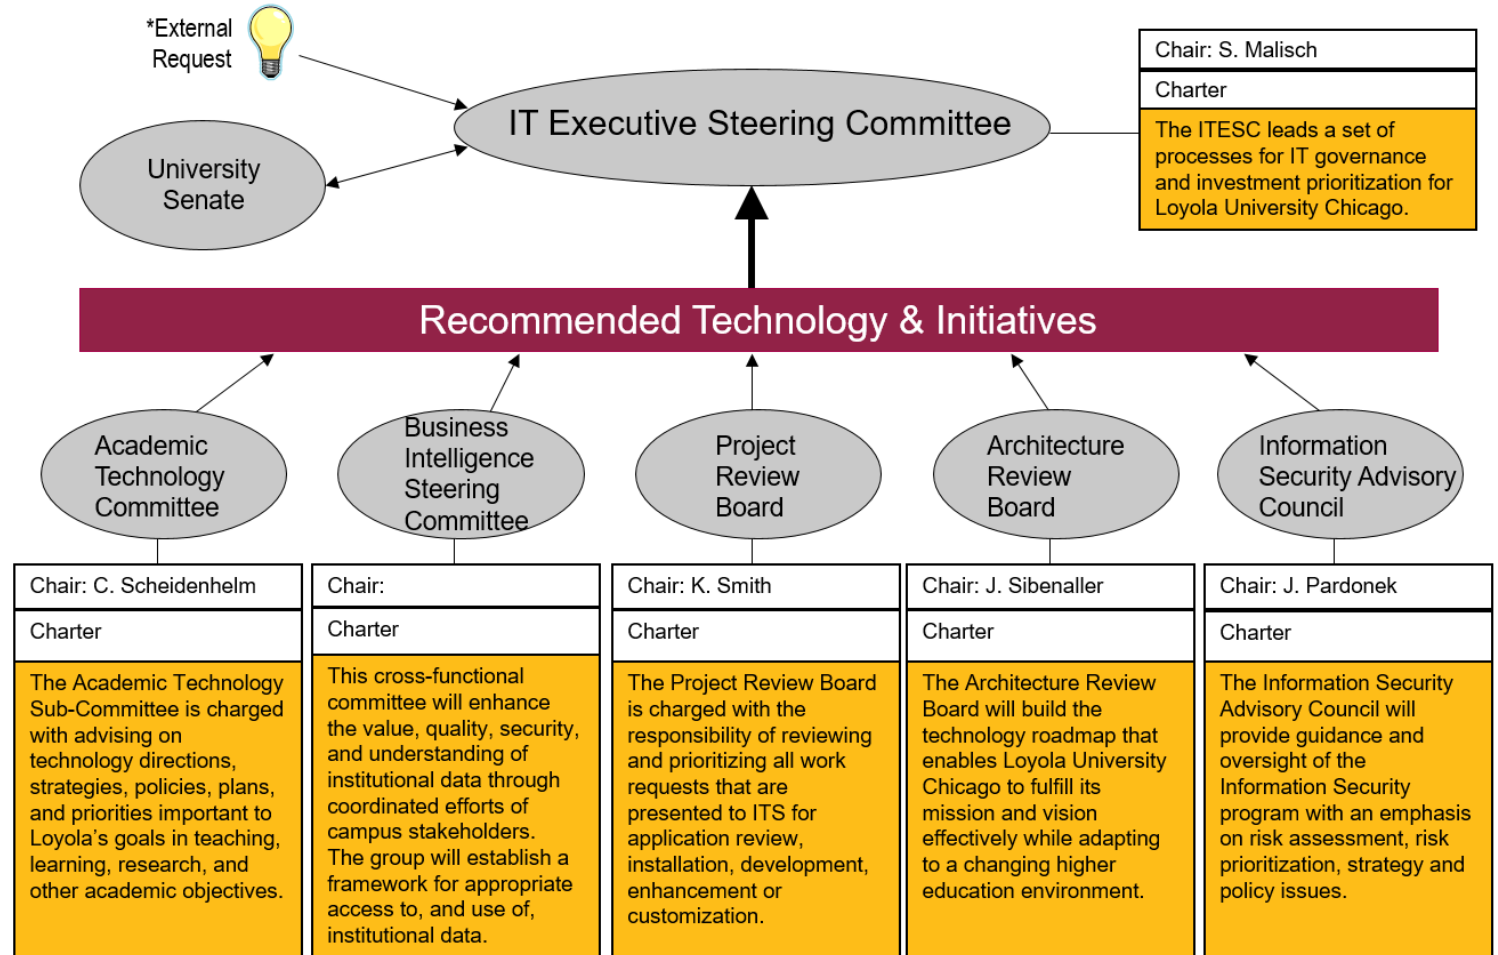 *External
Request
Chair: S. Malisch
Charter
The ITESC leads a set of
processes for IT governance
and investment prioritization for
Loyola University Chicago.
IT Executive Steering Committee
University
Senate
Recommended Technology & Initiatives
Academic
Technology
Committee
Business
Intelligence
Steering
Committee
Project
Review
Board
Architecture
Review
Board
Information
Security Advisory
Council
Chair: C. Scheidenhelm
Charter
The Academic Technology
Sub-Committee is charged
with advising on
technology directions,
strategies, policies, plans,
and priorities important to
Loyola’s goals in teaching,
learning, research, and
other academic objectives.
Chair:
Charter
This cross-functional
committee will enhance
the value, quality, security,
and understanding of
institutional data through
coordinated efforts of
campus stakeholders.
The group will establish a
framework for appropriate
access to, and use of,
institutional data.
Chair: K. Smith
Charter
The Project Review Board
is charged with the
responsibility of reviewing
and prioritizing all work
requests that are
presented to ITS for
application review,
installation, development,
enhancement or
customization.
Chair: J. Sibenaller
Charter
The Architecture Review
Board will build the
technology roadmap that
enables Loyola University
Chicago to fulfill its
mission and vision
effectively while adapting
to a changing higher
education environment.
Chair: J. Pardonek
Charter
The Information Security
Advisory Council will
provide guidance and
oversight of the
Information Security
program with an emphasis
on risk assessment, risk
prioritization, strategy and
policy issues.